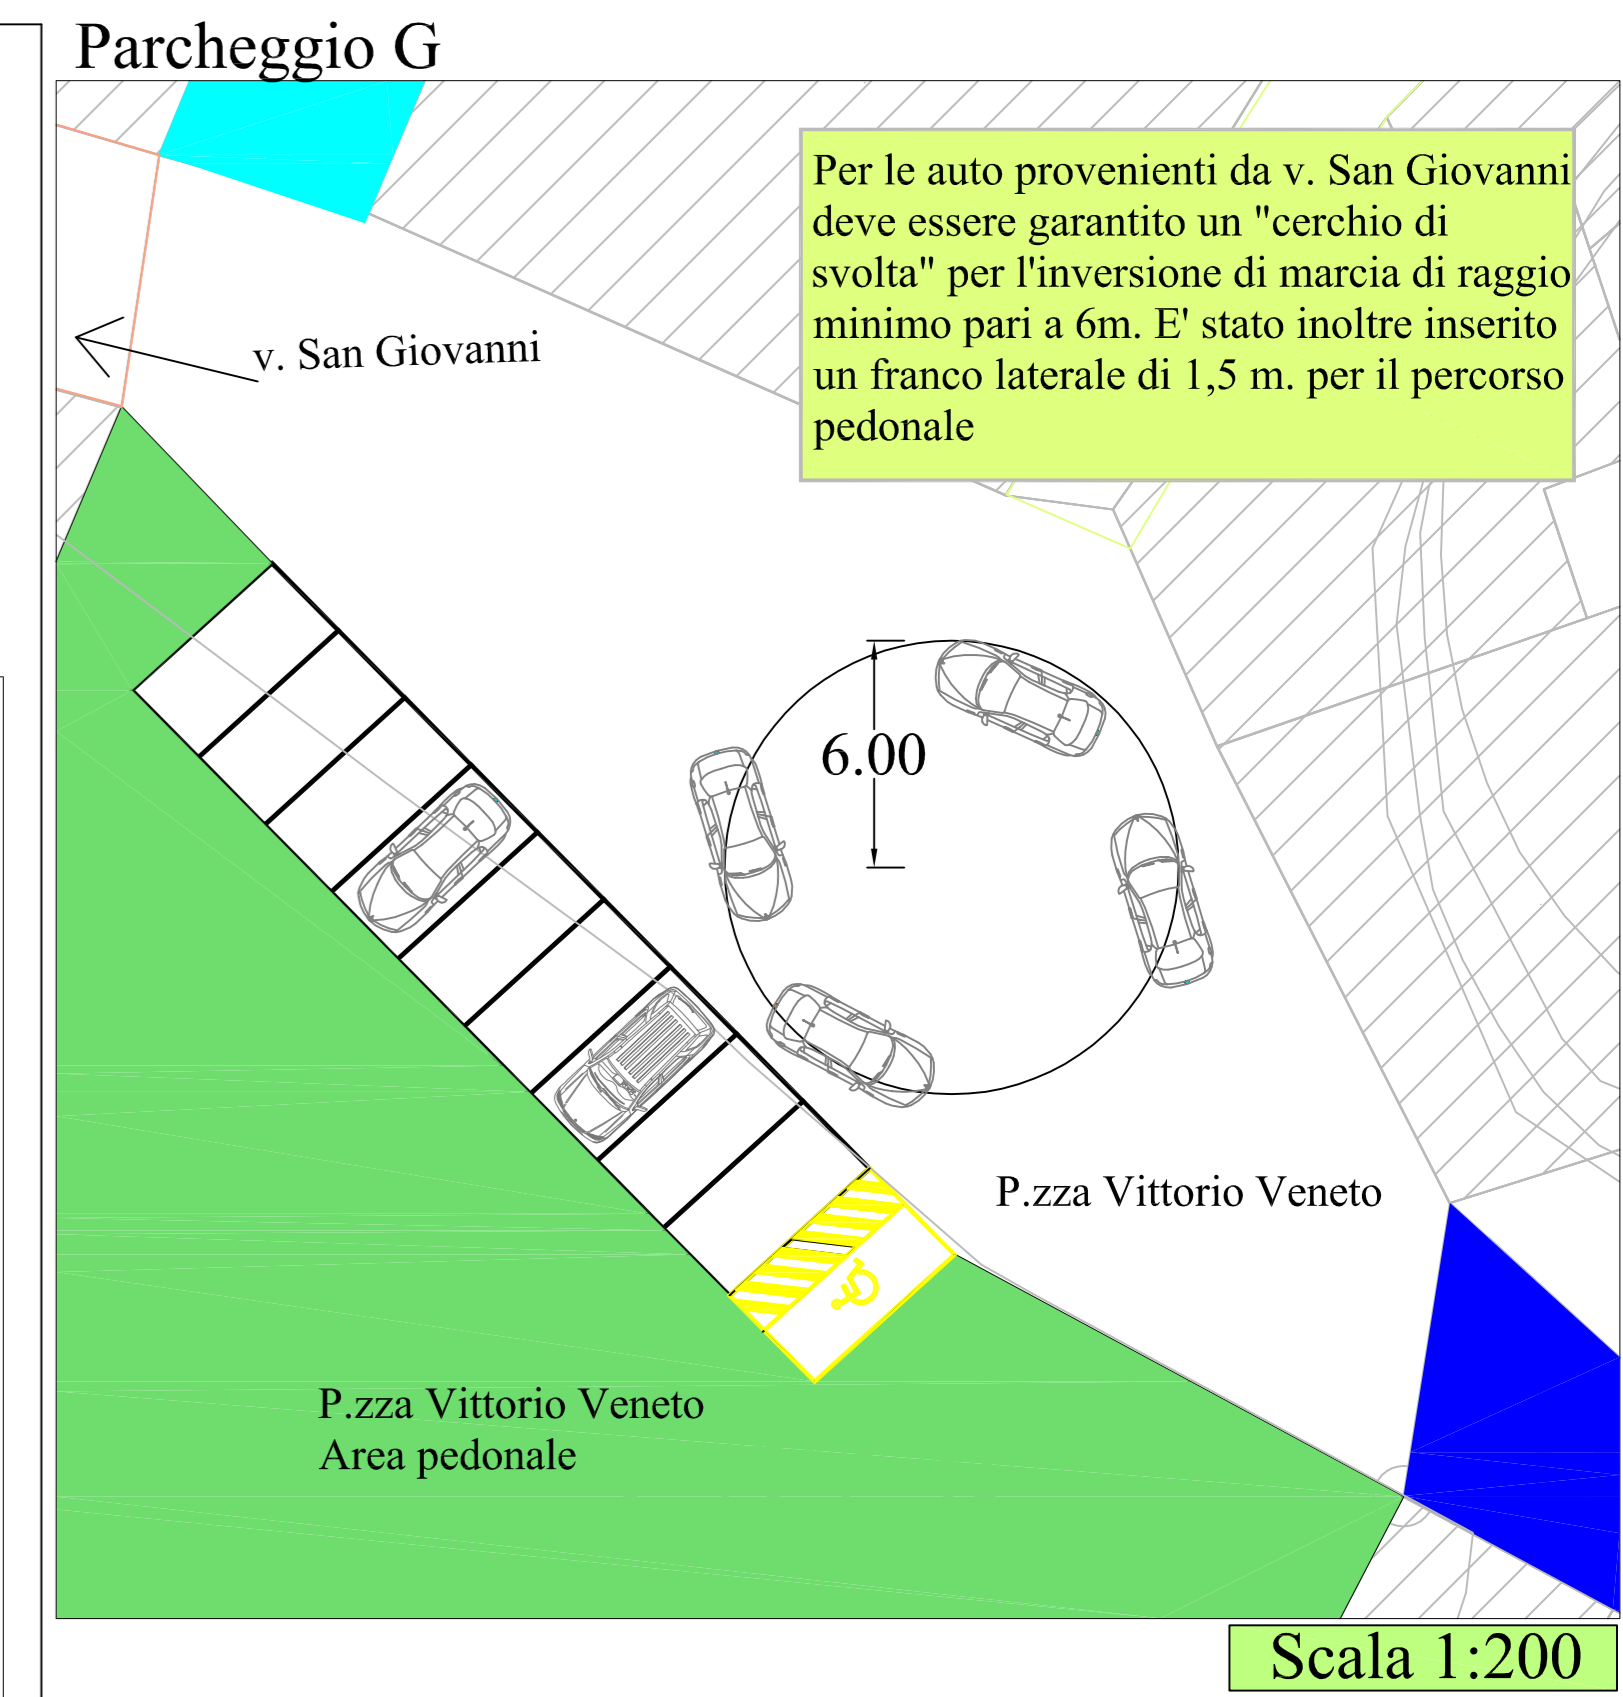 Parcheggio G
Per le auto provenienti da v. San Giovanni
deve essere garantito un "cerchio di
svolta" per l'inversione di marcia di raggio
minimo pari a 6m. E' stato inoltre inserito
un franco laterale di 1,5 m. per il percorso
pedonale
v. San Giovanni
6.00
P.zza Vittorio Veneto
P.zza Vittorio Veneto
Area pedonale
Scala 1:200